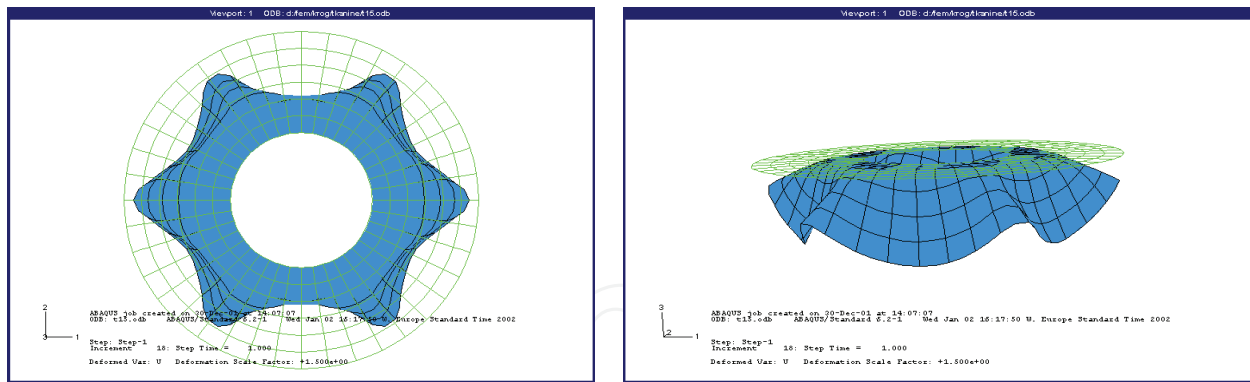 Viewport: 1 ODB: d:/fem/krog/tkanine/t15.odb
2
3 1
ABAQUS job created on 20-Dec-01 at 14:07:07
ODB: t13.odb ABAQUS/Standard 6.2-1 Wed Jan 02 16:17:50 W. Europe Standard Time 2002
Step: Step-1
Increment 18: Step Time = 1.000
Deformed Var: U Deformation Scale Factor: +1.500e+00
Viewport: 1 ODB: d:/fem/krog/tkanine/t15.odb
3
2 1
ABAQUS job created on 20-Dec-01 at 14:07:07
ODB: t13.odb ABAQUS/Standard 6.2-1 Wed Jan 02 16:17:50 W. Europe Standard Time 2002
Step: Step-1
Increment 18: Step Time = 1.000
Deformed Var: U Deformation Scale Factor: +1.500e+00